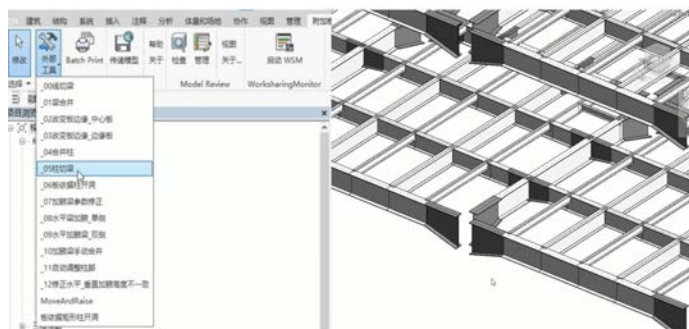 建筑 结构 系统 插入 注释 分析 体量和场地 协作 视图 管理 附加模
修改 外部工具 Batch Print 传递模型 帮助 关于 检查 管理 视图 关于... 启动 WSM
选择 Model Review WorksharingMonitor
_00线切梁
_01梁合并
_02改变板边缘_中心板
_03改变板边缘_边缘板
_04合并柱
_05柱切梁
_06板依据柱开洞
_07加腋梁参数修正
_08水平梁加腋_单侧
_09水平加腋梁_双侧
_10加腋梁手动合并
_11自动调整柱脚
_12修正水平_垂直加腋高度不一致
MoveAndRaise
板依据矩形柱开洞